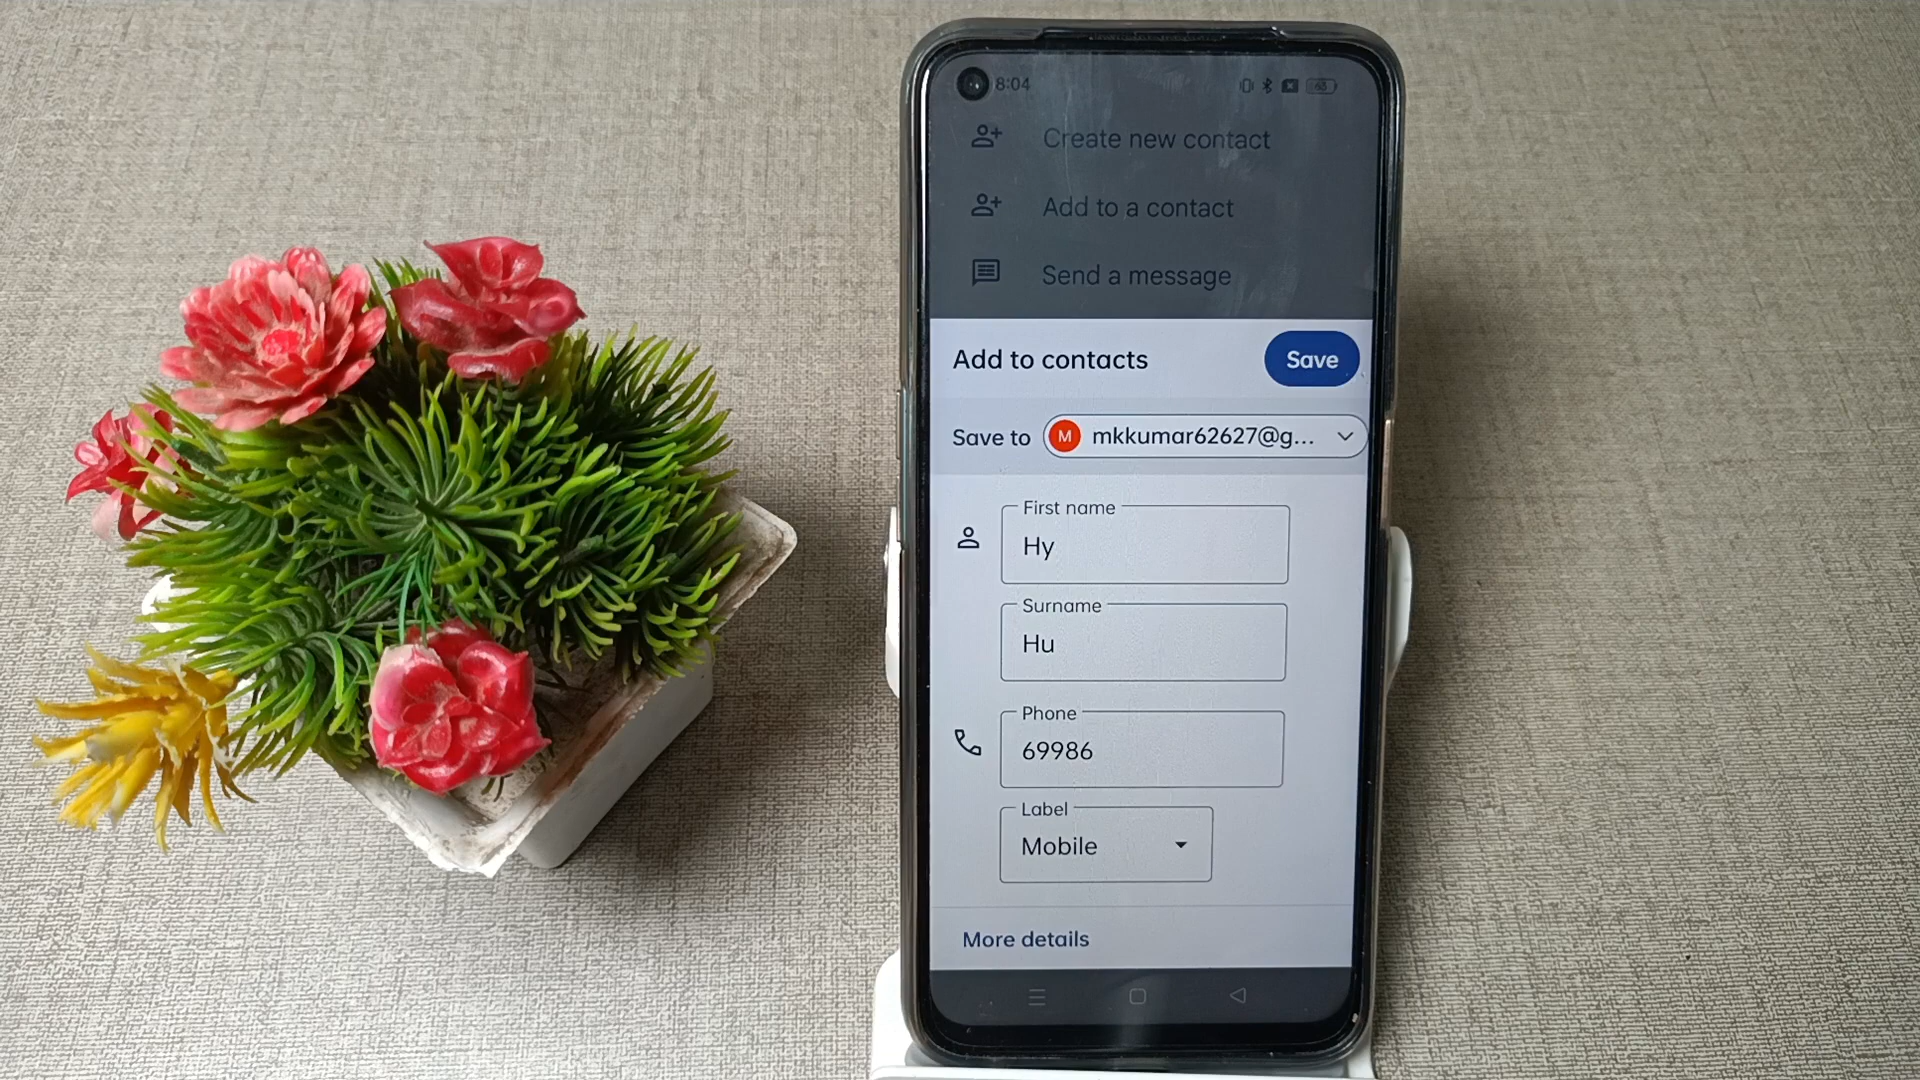 8:04 63
Create new contact
Add to a contact
Send a message
Add to contacts Save
Save to M mkkumar62627@g...
First name
Hy
Surname
Hu
Phone
69986
Label
Mobile
More details